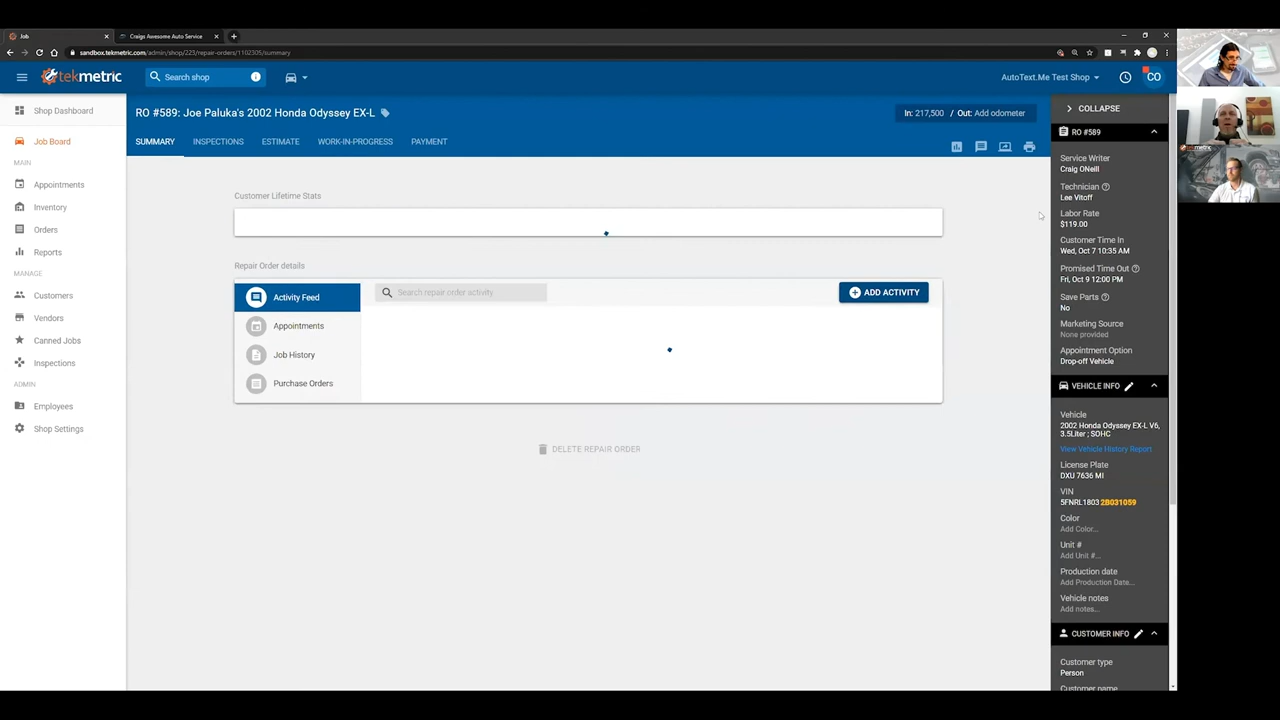 Job
Craigs Awesome Auto Service
sandbox.tekmetric.com/admin/shop/223/repair-orders/1102305/summary
tekmetric
Search shop
AutoText.Me Test Shop
CO
Shop Dashboard
Job Board
MAIN
Appointments
Inventory
Orders
Reports
MANAGE
Customers
Vendors
Canned Jobs
Inspections
ADMIN
Employees
Shop Settings
RO #589: Joe Paluka's 2002 Honda Odyssey EX-L
In: 217,500 / Out: Add odometer
SUMMARY
INSPECTIONS
ESTIMATE
WORK-IN-PROGRESS
PAYMENT
Customer Lifetime Stats
Repair Order details
Activity Feed
Search repair order activity
ADD ACTIVITY
Appointments
Job History
Purchase Orders
DELETE REPAIR ORDER
COLLAPSE
RO #589
Service Writer
Craig ONeill
Technician
Lee Vitoff
Labor Rate
$119.00
Customer Time In
Wed, Oct 7 10:35 AM
Promised Time Out
Fri, Oct 9 12:00 PM
Save Parts
No
Marketing Source
None provided
Appointment Option
Drop-off Vehicle
VEHICLE INFO
Vehicle
2002 Honda Odyssey EX-L V6,
3.5Liter ; SOHC
View Vehicle History Report
License Plate
DXU 7636 MI
VIN
5FNRL18032B031059
Color
Add Color...
Unit #
Add Unit #...
Production date
Add Production Date...
Vehicle notes
Add notes...
CUSTOMER INFO
Customer type
Person
Customer name
tekmetric